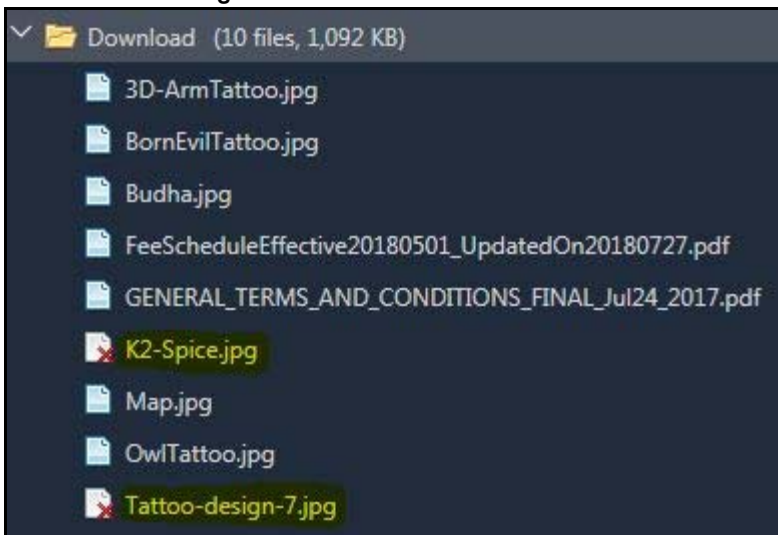 Download (10 files, 1,092 KB)
3D-ArmTattoo.jpg
BornEvilTattoo.jpg
Budha.jpg
FeeScheduleEffective20180501_UpdatedOn20180727.pdf
GENERAL_TERMS_AND_CONDITIONS_FINAL_Jul24_2017.pdf
K2-Spice.jpg
Map.jpg
OwlTattoo.jpg
Tattoo-design-7.jpg